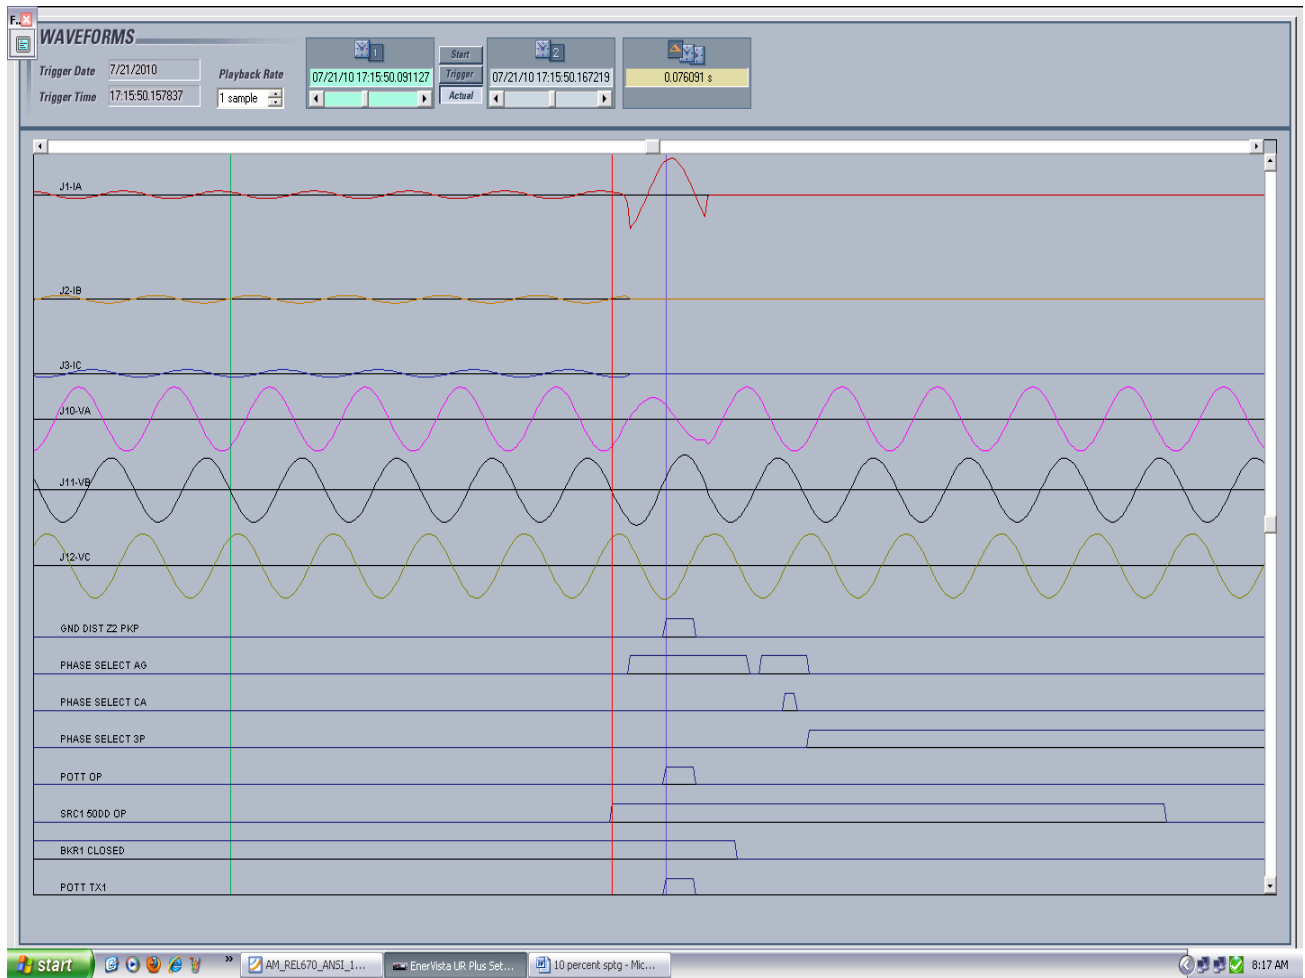 F..
WAVEFORMS
Trigger Date 7/21/2010
Trigger Time 17:15:50.157837
Playback Rate
1 sample
1
07/21/10 17:15:50.091127
Start
Trigger
Actual
2
07/21/10 17:15:50.167219
0.076091 s
J1-IA
J2-IB
J3-IC
J10-VA
J11-VB
J12-VC
GND DIST Z2 PKP
PHASE SELECT AG
PHASE SELECT CA
PHASE SELECT 3P
POTT OP
SRC1 50DD OP
BKR1 CLOSED
POTT TX1
start
AM_REL670_ANSI_1...
EnerVista UR Plus Set...
10 percent sptg - Mic...
8:17 AM